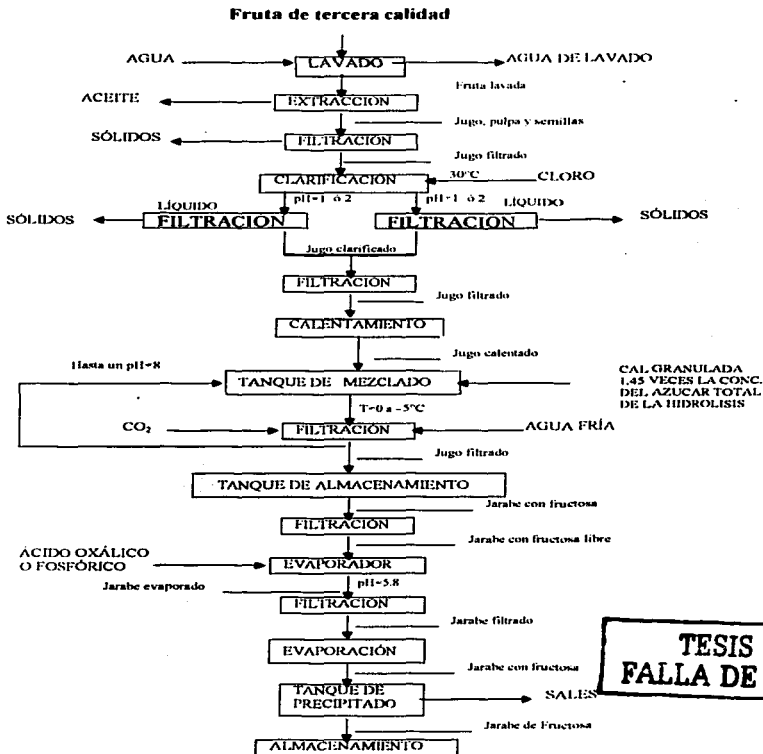 Fruta de tercera calidad
AGUA
LAVADO
AGUA DE LAVADO
Fruta lavada
ACEITE
EXTRACCION
Jugo, pulpa y semillas
SÓLIDOS
FILTRACIÓN
Jugo filtrado
30°C
CLARIFICACIÓN
CLORO
pH=1 ó 2
pH=1 ó 2
LÍQUIDO
LÍQUIDO
SÓLIDOS
FILTRACIÓN
FILTRACIÓN
SÓLIDOS
Jugo clarificado
FILTRACIÓN
Jugo filtrado
CALENTAMIENTO
Jugo calentado
Hasta un pH=8
TANQUE DE MEZCLADO
CAL GRANULADA
1.45 VECES LA CONC.
DEL AZUCAR TOTAL
DE LA HIDROLISIS
T=0 a -5°C
CO₂
FILTRACIÓN
AGUA FRÍA
Jugo filtrado
TANQUE DE ALMACENAMIENTO
Jarabe con fructosa
FILTRACIÓN
Jarabe con fructosa libre
ÁCIDO OXÁLICO
O FOSFÓRICO
EVAPORADOR
Jarabe evaporado
pH=5.8
FILTRACIÓN
Jarabe filtrado
EVAPORACIÓN
Jarabe con fructosa
TANQUE DE
PRECIPITADO
SALES
Jarabe de Fructosa
ALMACENAMIENTO
TESIS
FALLA DE